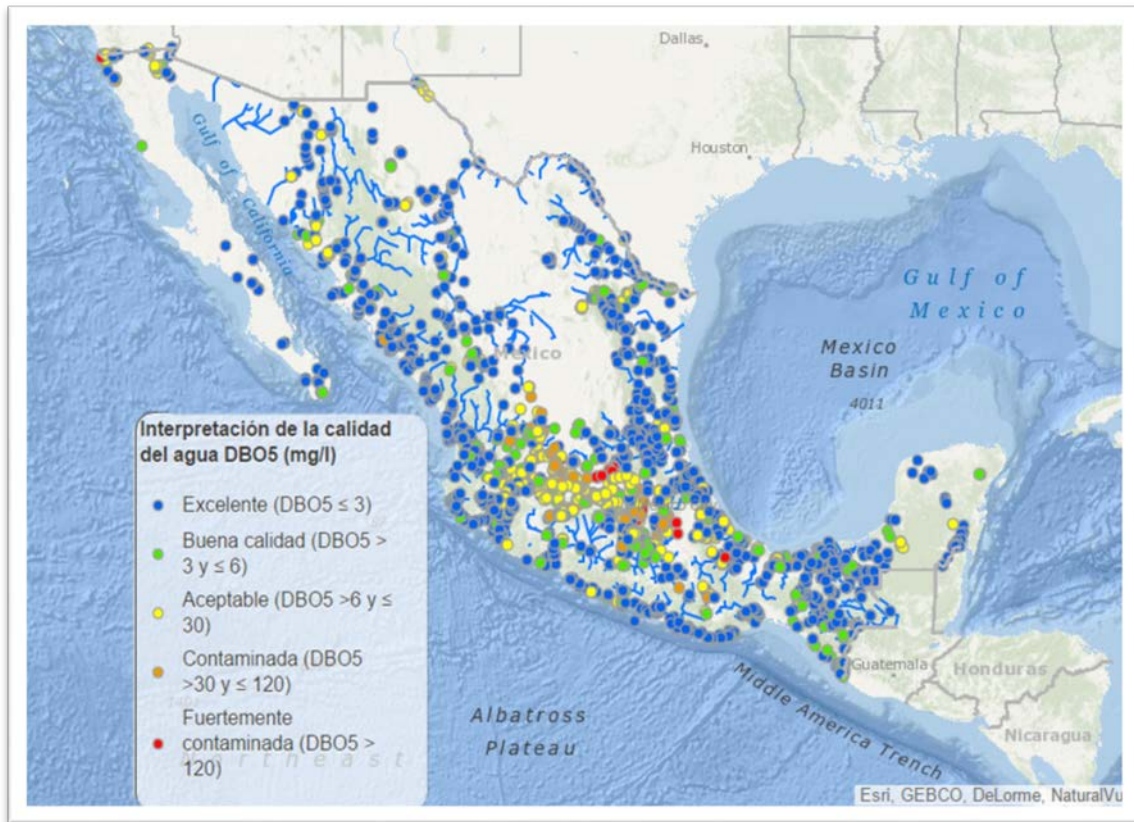 Dallas
Houston
Gulf of
California
Gulf of
Mexico
Mexico
Basin
4011
México
Interpretación de la calidad
del agua DBO5 (mg/l)
Excelente (DBO5 ≤ 3)
Buena calidad (DBO5 >
3 y ≤ 6)
Aceptable (DBO5 >6 y ≤
30)
Contaminada (DBO5
>30 y ≤ 120)
Fuertemente
contaminada (DBO5 >
120)
Northeast
Albatross
Plateau
Middle America Trench
Guatemala
Honduras
Nicaragua
Esri, GEBCO, DeLorme, NaturalVu